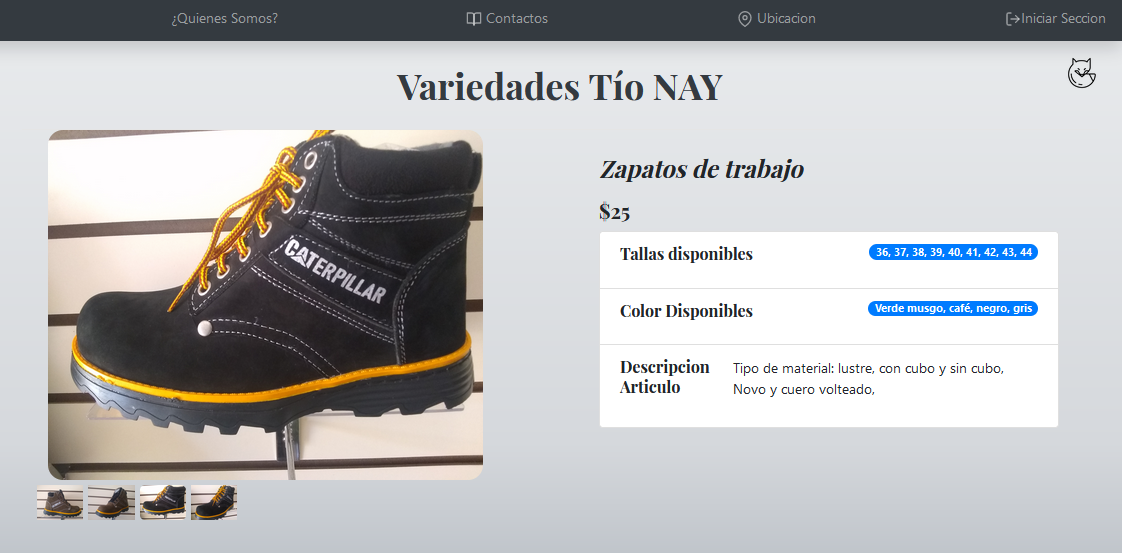 ¿Quienes Somos?
Contactos
Ubicacion
Iniciar Seccion
Variedades Tío NAY
CATERPILLAR
Zapatos de trabajo
$25
Tallas disponibles
36, 37, 38, 39, 40, 41, 42, 43, 44
Color Disponibles
Verde musgo, café, negro, gris
Descripcion
Articulo
Tipo de material: lustre, con cubo y sin cubo,
Novo y cuero volteado,